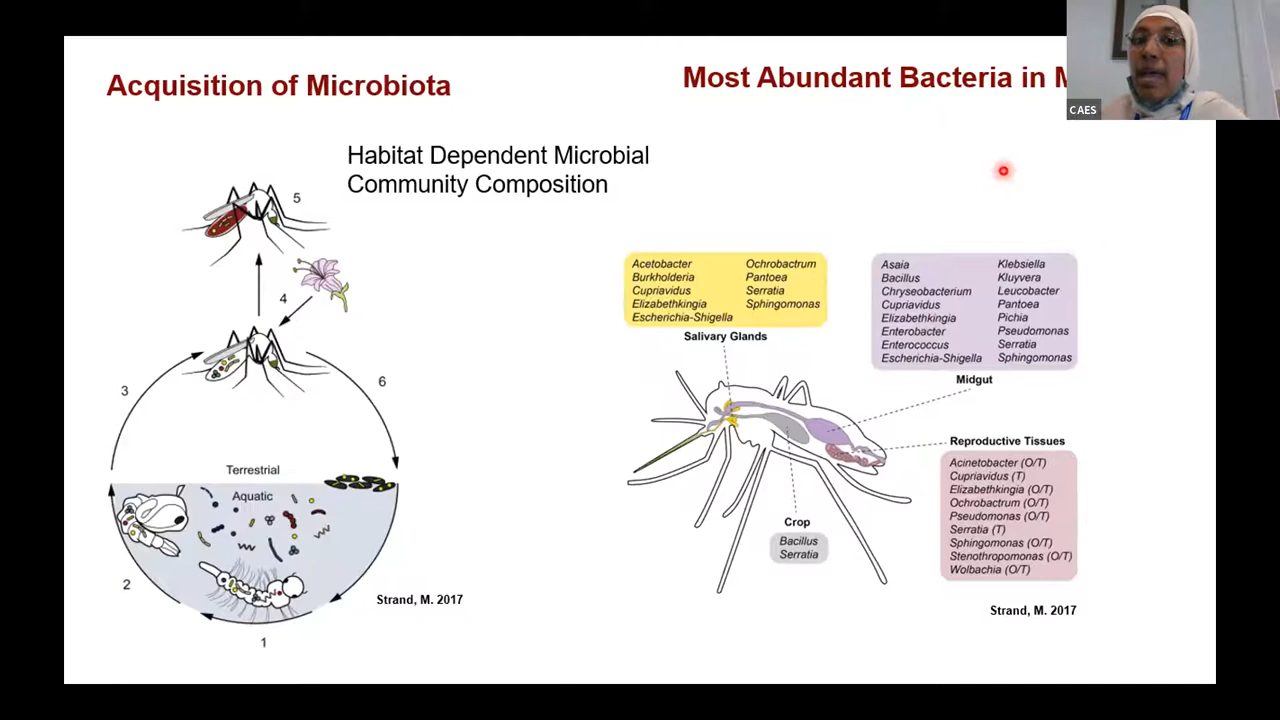 Acquisition of Microbiota
Most Abundant Bacteria in
CAES
Habitat Dependent Microbial
Community Composition
5
4
3
6
Terrestrial
Aquatic
2
1
Strand, M. 2017
Acetobacter
Burkholderia
Cupriavidus
Elizabethkingia
Escherichia-Shigella
Ochrobactrum
Pantoea
Serratia
Sphingomonas
Salivary Glands
Asaia
Bacillus
Chryseobacterium
Cupriavidus
Elizabethkingia
Enterobacter
Enterococcus
Escherichia-Shigella
Klebsiella
Kluyvera
Leucobacter
Pantoea
Pichia
Pseudomonas
Serratia
Sphingomonas
Midgut
Reproductive Tissues
Acinetobacter (O/T)
Cupriavidus (T)
Elizabethkingia (O/T)
Ochrobactrum (O/T)
Pseudomonas (O/T)
Serratia (T)
Sphingomonas (O/T)
Stenothropomonas (O/T)
Wolbachia (O/T)
Crop
Bacillus
Serratia
Strand, M. 2017